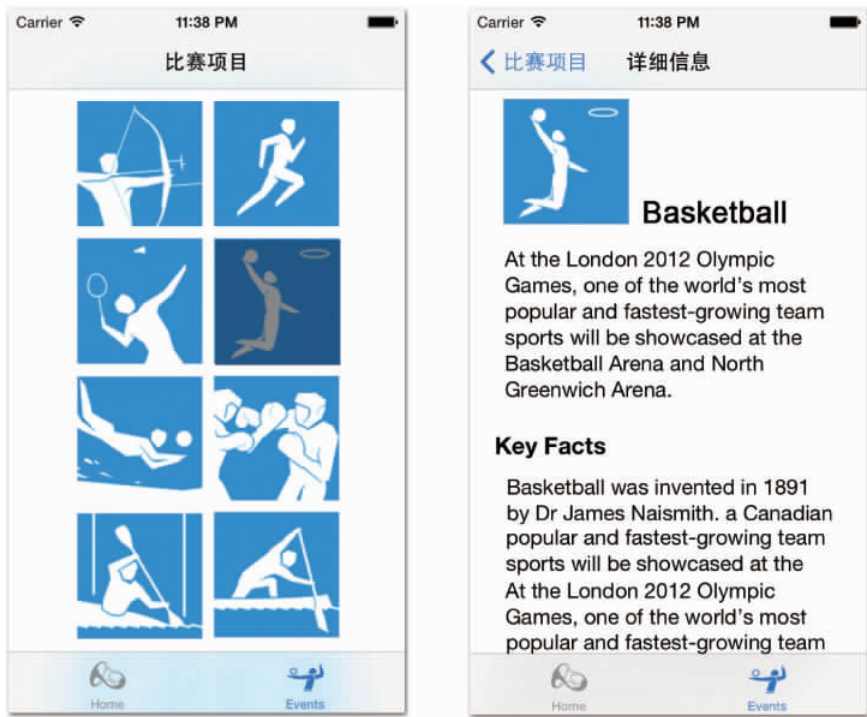 Carrier 11:38 PM
比赛项目
Home Events
Carrier 11:38 PM
比赛项目 详细信息
Basketball
At the London 2012 Olympic
Games, one of the world's most
popular and fastest-growing team
sports will be showcased at the
Basketball Arena and North
Greenwich Arena.
Key Facts
Basketball was invented in 1891
by Dr James Naismith. a Canadian
popular and fastest-growing team
sports will be showcased at the
At the London 2012 Olympic
Games, one of the world's most
popular and fastest-growing team
Home Events